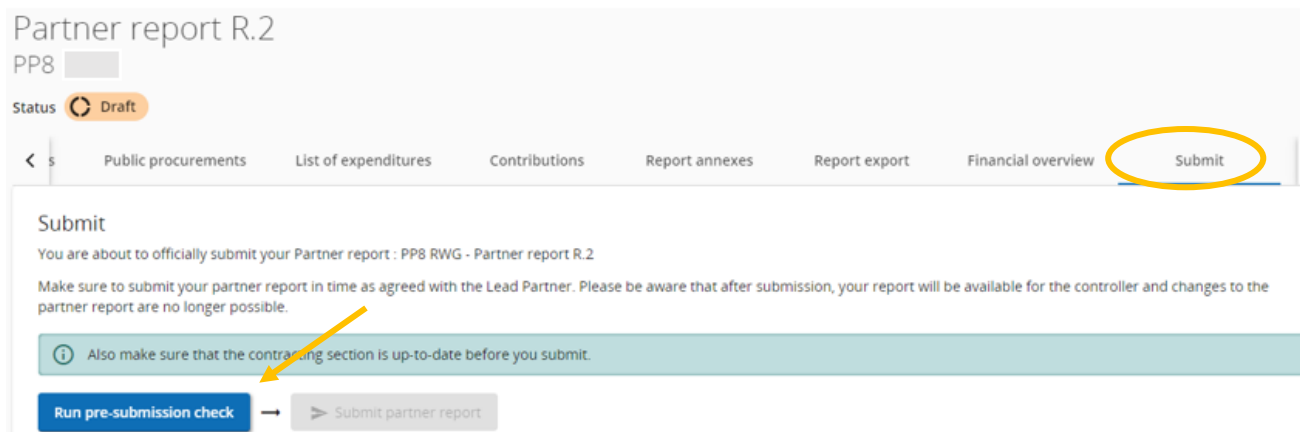 Partner report R.2
PP8
Status Draft
s Public procurements List of expenditures Contributions Report annexes Report export Financial overview Submit
Submit
You are about to officially submit your Partner report : PP8 RWG - Partner report R.2
Make sure to submit your partner report in time as agreed with the Lead Partner. Please be aware that after submission, your report will be available for the controller and changes to the
partner report are no longer possible.
Also make sure that the contracting section is up-to-date before you submit.
Run pre-submission check → Submit partner report